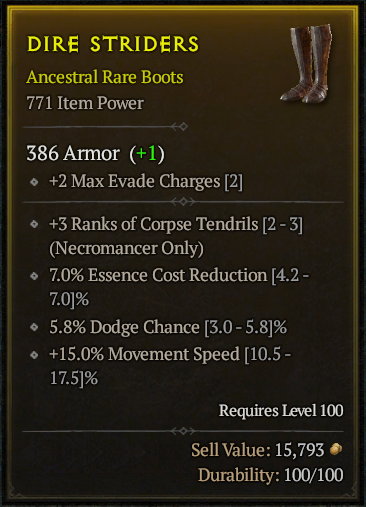 DIRE STRIDERS
Ancestral Rare Boots
771 Item Power
386 Armor (+1)
+2 Max Evade Charges [2]
+3 Ranks of Corpse Tendrils [2 - 3]
(Necromancer Only)
7.0% Essence Cost Reduction [4.2 -
7.0]%
5.8% Dodge Chance [3.0 - 5.8]%
+15.0% Movement Speed [10.5 -
17.5]%
Requires Level 100
Sell Value: 15,793
Durability: 100/100